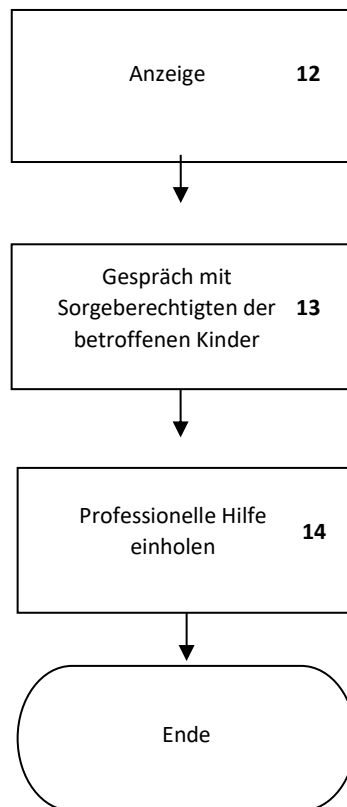 Anzeige 12
Gespräch mit
Sorgeberechtigten der 13
betroffenen Kinder
Professionelle Hilfe
einholen 14
Ende